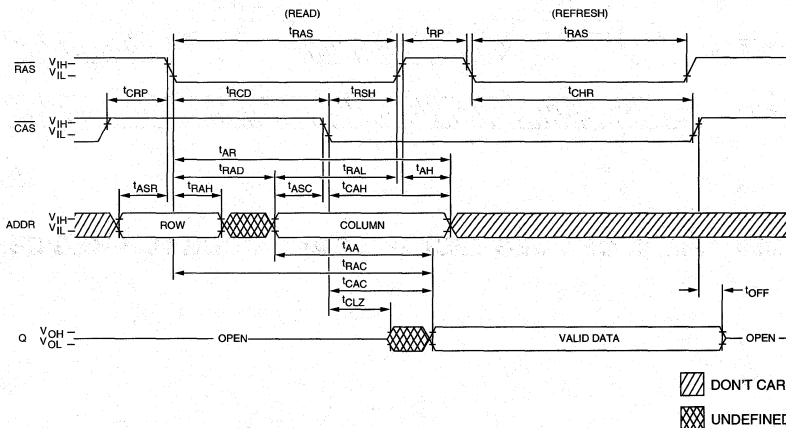 (READ) (REFRESH)
tRAS tRP tRAS
RAS VIH VIL
tCRP tRCD tRSH tCHR
CAS VIH VIL
tAR
tRAD tRAL tAH
tASR tRAH tASC tCAH
ADDR VIH VIL ROW COLUMN
tAA
tRAC
tCAC
tCLZ tOFF
Q VOH VOL OPEN VALID DATA OPEN
DON'T CAR
UNDEFINED